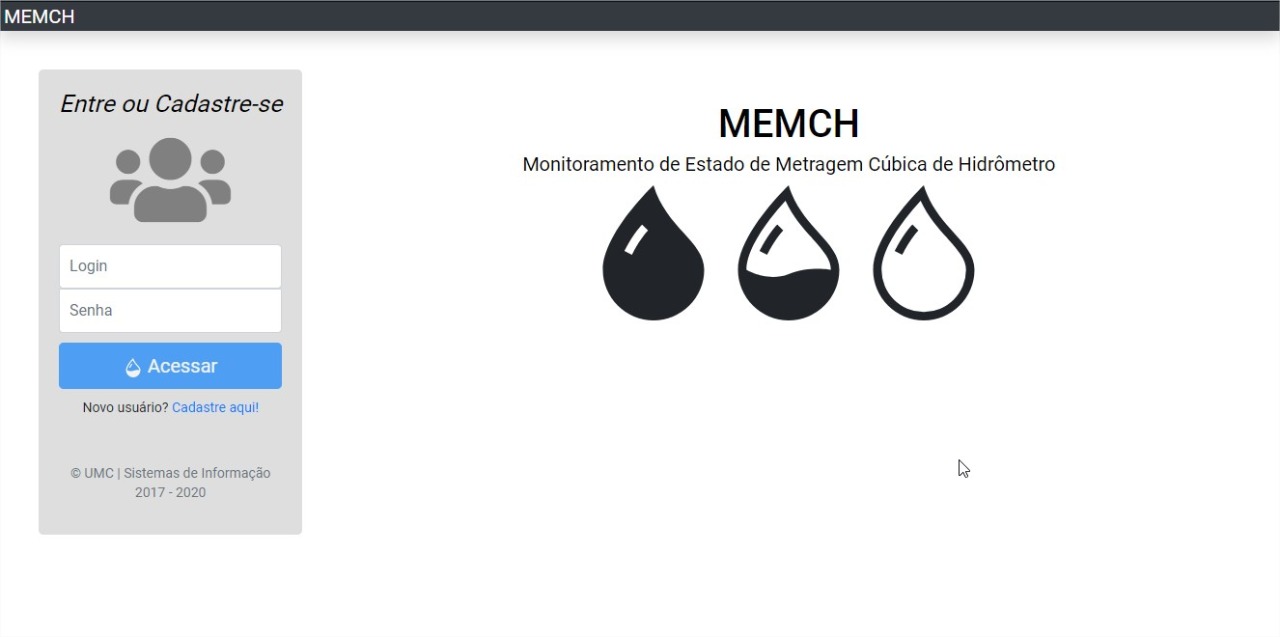 MEMCH
Entre ou Cadastre-se
Login
Senha
Acessar
Novo usuário? Cadastre aqui!
© UMC | Sistemas de Informação
2017 - 2020
MEMCH
Monitoramento de Estado de Metragem Cúbica de Hidrômetro